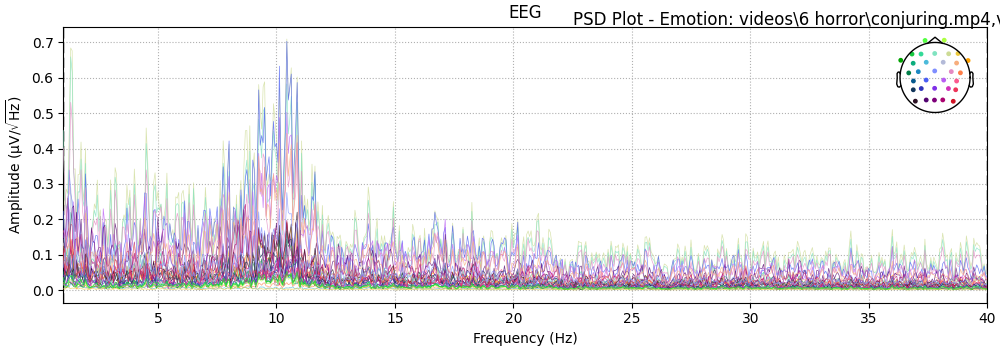 EEG
PSD Plot - Emotion: videos\6 horror\conjuring.mp4,v
0.7
0.6
0.5
0.4
0.3
0.2
0.1
0.0
Amplitude (µV/√Hz)
5 10 15 20 25 30 35 40
Frequency (Hz)